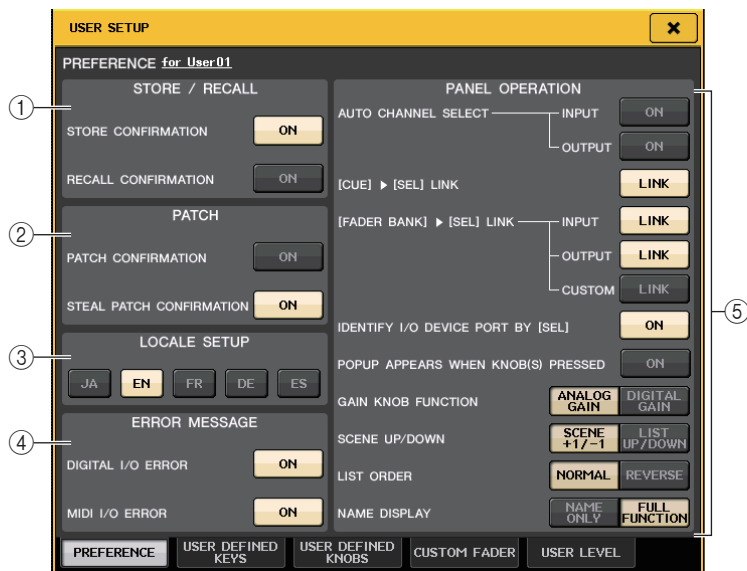 USER SETUP
PREFERENCE for User01
① STORE / RECALL
STORE CONFIRMATION ON
RECALL CONFIRMATION ON
② PATCH
PATCH CONFIRMATION ON
STEAL PATCH CONFIRMATION ON
③ LOCALE SETUP
JA EN FR DE ES
④ ERROR MESSAGE
DIGITAL I/O ERROR ON
MIDI I/O ERROR ON
⑤ PANEL OPERATION
AUTO CHANNEL SELECT INPUT ON
OUTPUT ON
[CUE] ▶ [SEL] LINK LINK
[FADER BANK] ▶ [SEL] LINK INPUT LINK
OUTPUT LINK
CUSTOM LINK
IDENTIFY I/O DEVICE PORT BY [SEL] ON
POPUP APPEARS WHEN KNOB(S) PRESSED ON
GAIN KNOB FUNCTION ANALOG GAIN DIGITAL GAIN
SCENE UP/DOWN SCENE +1/-1 LIST UP/DOWN
LIST ORDER NORMAL REVERSE
NAME DISPLAY NAME ONLY FULL FUNCTION
PREFERENCE USER DEFINED KEYS USER DEFINED KNOBS CUSTOM FADER USER LEVEL